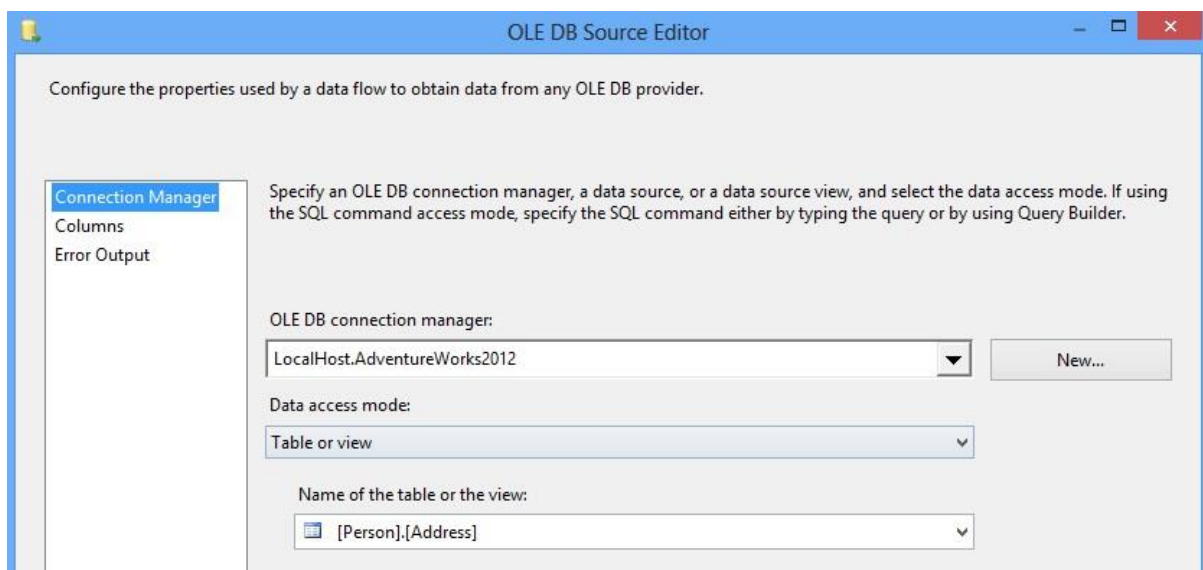 OLE DB Source Editor
Configure the properties used by a data flow to obtain data from any OLE DB provider.
Connection Manager
Columns
Error Output
Specify an OLE DB connection manager, a data source, or a data source view, and select the data access mode. If using
the SQL command access mode, specify the SQL command either by typing the query or by using Query Builder.
OLE DB connection manager:
LocalHost.AdventureWorks2012
New...
Data access mode:
Table or view
Name of the table or the view:
[Person].[Address]